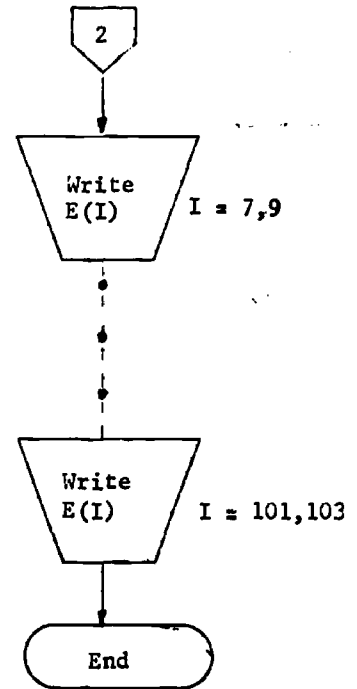 2
Write
E(I)
I = 7,9
Write
E(I)
I = 101,103
End